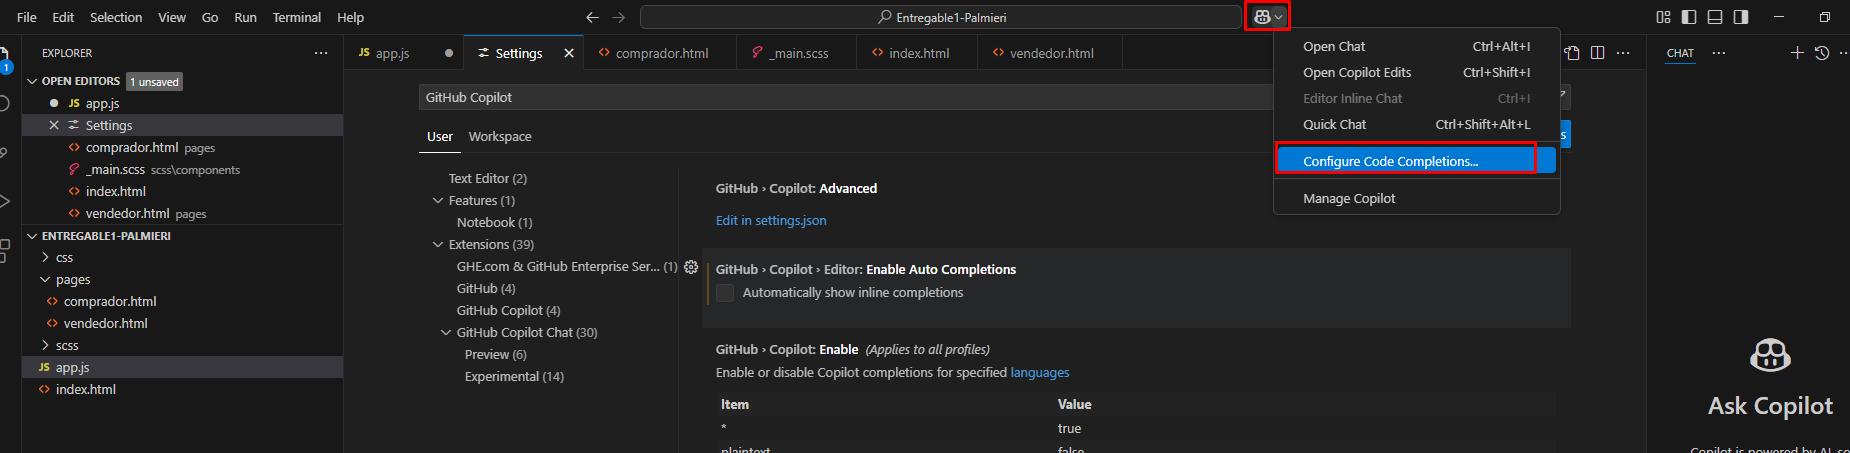 File Edit Selection View Go Run Terminal Help
Entregable1-Palmieri
EXPLORER
OPEN EDITORS 1 unsaved
app.js
Settings
comprador.html pages
_main.scss scss\components
index.html
vendedor.html pages
ENTREGABLE1-PALMIERI
css
pages
comprador.html
vendedor.html
scss
JS app.js
index.html
1
JS app.js
JS app.js Settings comprador.html _main.scss index.html vendedor.html
GitHub Copilot
User Workspace
Text Editor (2)
Features (1)
Notebook (1)
Extensions (39)
GHE.com & GitHub Enterprise Ser... (1)
GitHub (4)
GitHub Copilot (4)
GitHub Copilot Chat (30)
Preview (6)
Experimental (14)
GitHub › Copilot: Advanced
Edit in settings.json
GitHub › Copilot › Editor: Enable Auto Completions
Automatically show inline completions
GitHub › Copilot: Enable (Applies to all profiles)
Enable or disable Copilot completions for specified languages
Item Value
* true
plaintext false
Open Chat Ctrl+Alt+I
Open Copilot Edits Ctrl+Shift+I
Editor Inline Chat Ctrl+I
Quick Chat Ctrl+Shift+Alt+L
Configure Code Completions...
Manage Copilot
CHAT
Ask Copilot
Copilot is powered by AI, so